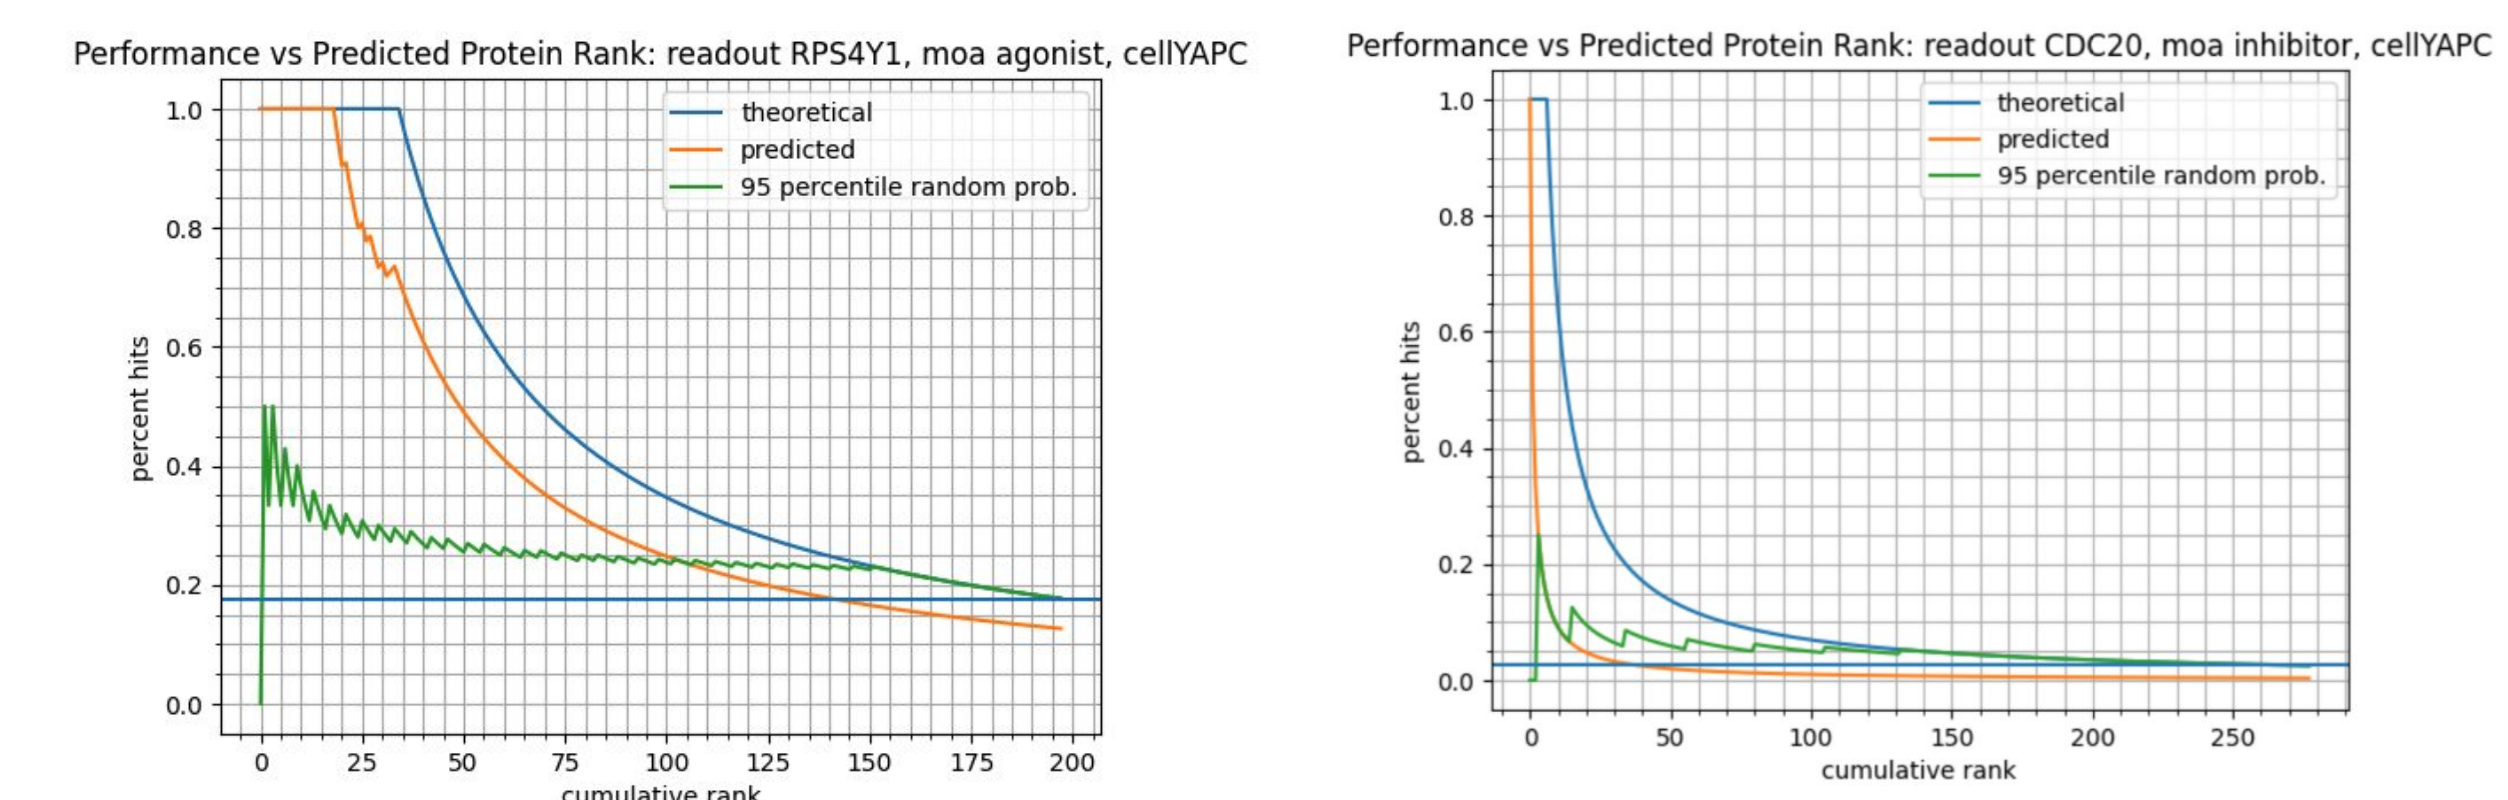 Performance vs Predicted Protein Rank: readout RPS4Y1, moa agonist, cellYAPC
theoretical
predicted
95 percentile random prob.
percent hits
1.0
0.8
0.6
0.4
0.2
0.0
0 25 50 75 100 125 150 175 200
cumulative rank
Performance vs Predicted Protein Rank: readout CDC20, moa inhibitor, cellYAPC
theoretical
predicted
95 percentile random prob.
percent hits
1.0
0.8
0.6
0.4
0.2
0.0
0 50 100 150 200 250
cumulative rank